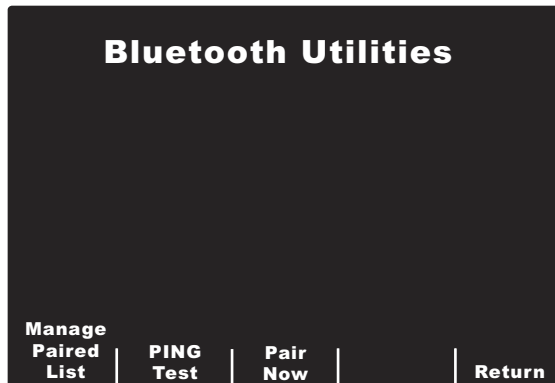 Bluetooth Utilities
Manage
Paired
List
PING
Test
Pair
Now
Return